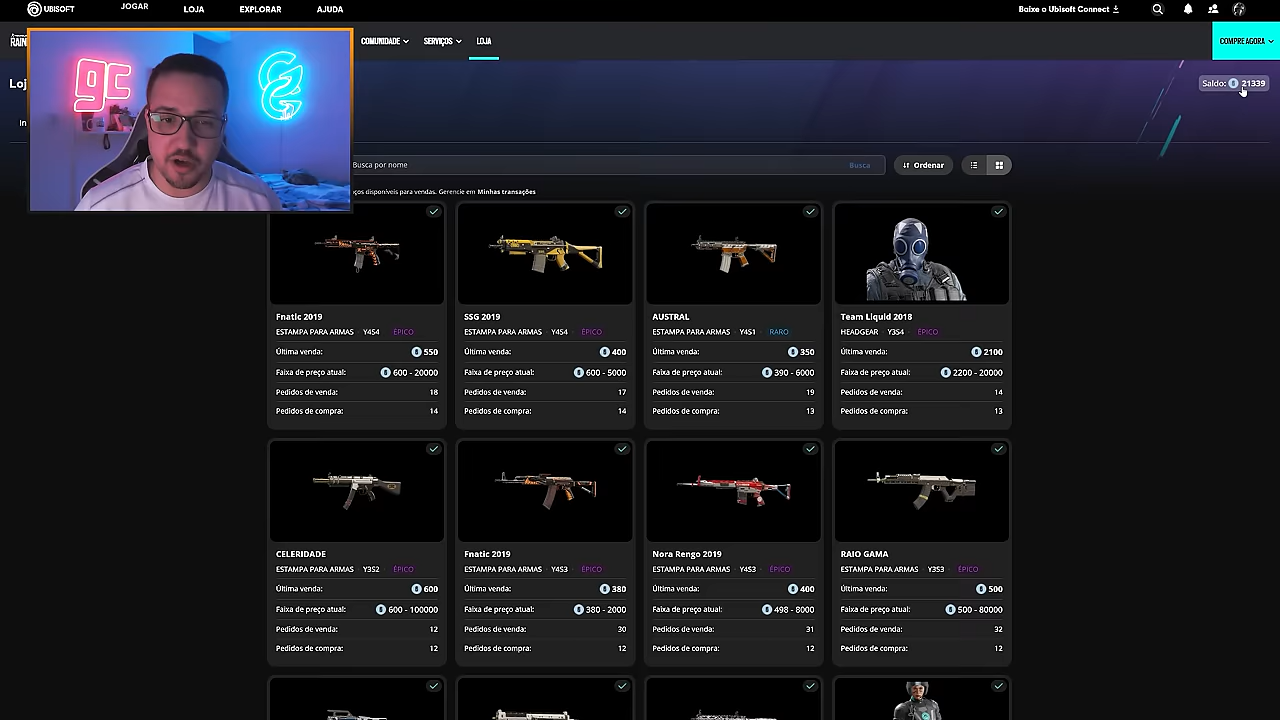 UBISOFT
JOGAR
LOJA
EXPLORAR
AJUDA
Baixe o Ubisoft Connect
COMUNIDADE
SERVIÇOS
LOJA
COMPRE AGORA
gc
Saldo: 21339
Busca por nome
Busca
Ordenar
disponíveis para vendas. Gerencie em Minhas transações
Fnatic 2019
ESTAMPA PARA ARMAS · Y4S4 · ÉPICO
Última venda: 550
Faixa de preço atual: 600 - 20000
Pedidos de venda: 18
Pedidos de compra: 14
SSG 2019
ESTAMPA PARA ARMAS · Y4S4 · ÉPICO
Última venda: 400
Faixa de preço atual: 600 - 5000
Pedidos de venda: 17
Pedidos de compra: 14
AUSTRAL
ESTAMPA PARA ARMAS · Y4S1 · RARO
Última venda: 350
Faixa de preço atual: 390 - 6000
Pedidos de venda: 19
Pedidos de compra: 13
Team Liquid 2018
HEADGEAR · Y3S4 · ÉPICO
Última venda: 2100
Faixa de preço atual: 2200 - 20000
Pedidos de venda: 14
Pedidos de compra: 13
CELERIDADE
ESTAMPA PARA ARMAS · Y3S2 · ÉPICO
Última venda: 600
Faixa de preço atual: 600 - 100000
Pedidos de venda: 12
Pedidos de compra: 12
Fnatic 2019
ESTAMPA PARA ARMAS · Y4S3 · ÉPICO
Última venda: 380
Faixa de preço atual: 380 - 2000
Pedidos de venda: 30
Pedidos de compra: 12
Nora Rengo 2019
ESTAMPA PARA ARMAS · Y4S3 · ÉPICO
Última venda: 400
Faixa de preço atual: 498 - 8000
Pedidos de venda: 31
Pedidos de compra: 12
RAIO GAMA
ESTAMPA PARA ARMAS · Y3S3 · ÉPICO
Última venda: 500
Faixa de preço atual: 500 - 80000
Pedidos de venda: 32
Pedidos de compra: 12